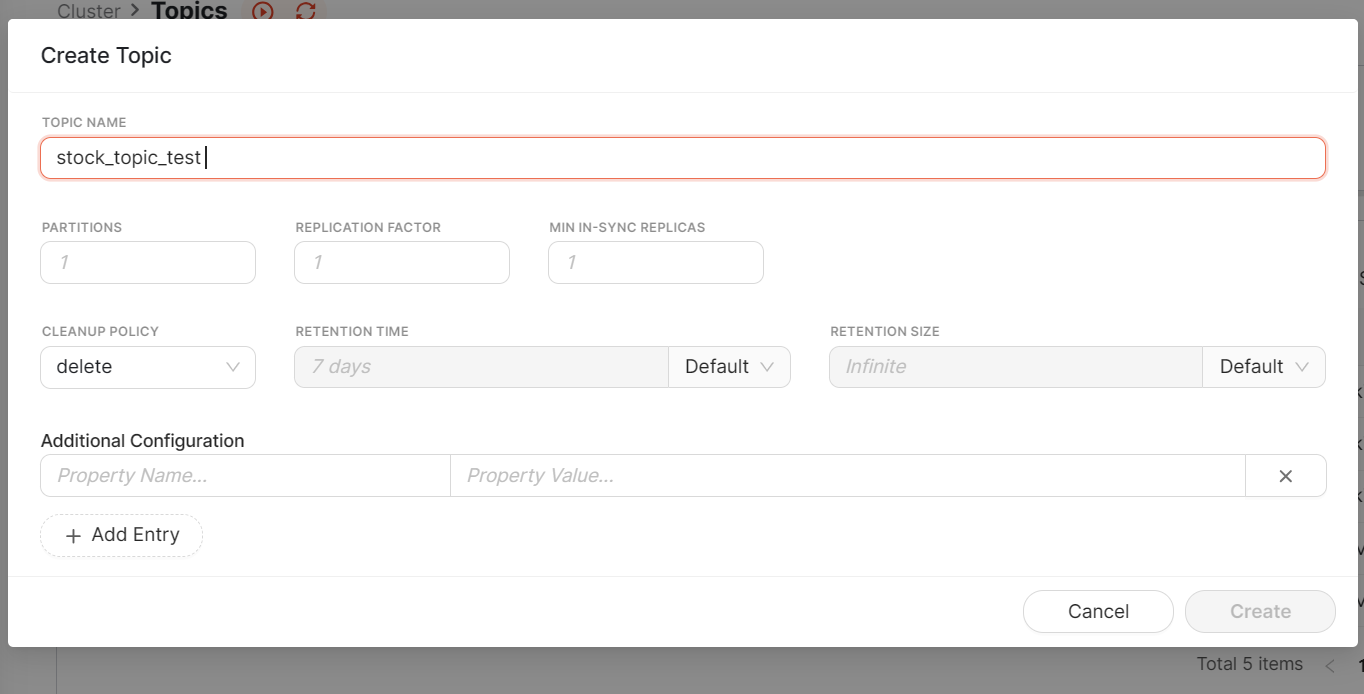 Cluster > Topics
Create Topic
TOPIC NAME
stock_topic_test
PARTITIONS REPLICATION FACTOR MIN IN-SYNC REPLICAS
1 1 1
CLEANUP POLICY RETENTION TIME RETENTION SIZE
delete 7 days Default Infinite Default
Additional Configuration
Property Name... Property Value...
+ Add Entry
Cancel Create
Total 5 items < 1